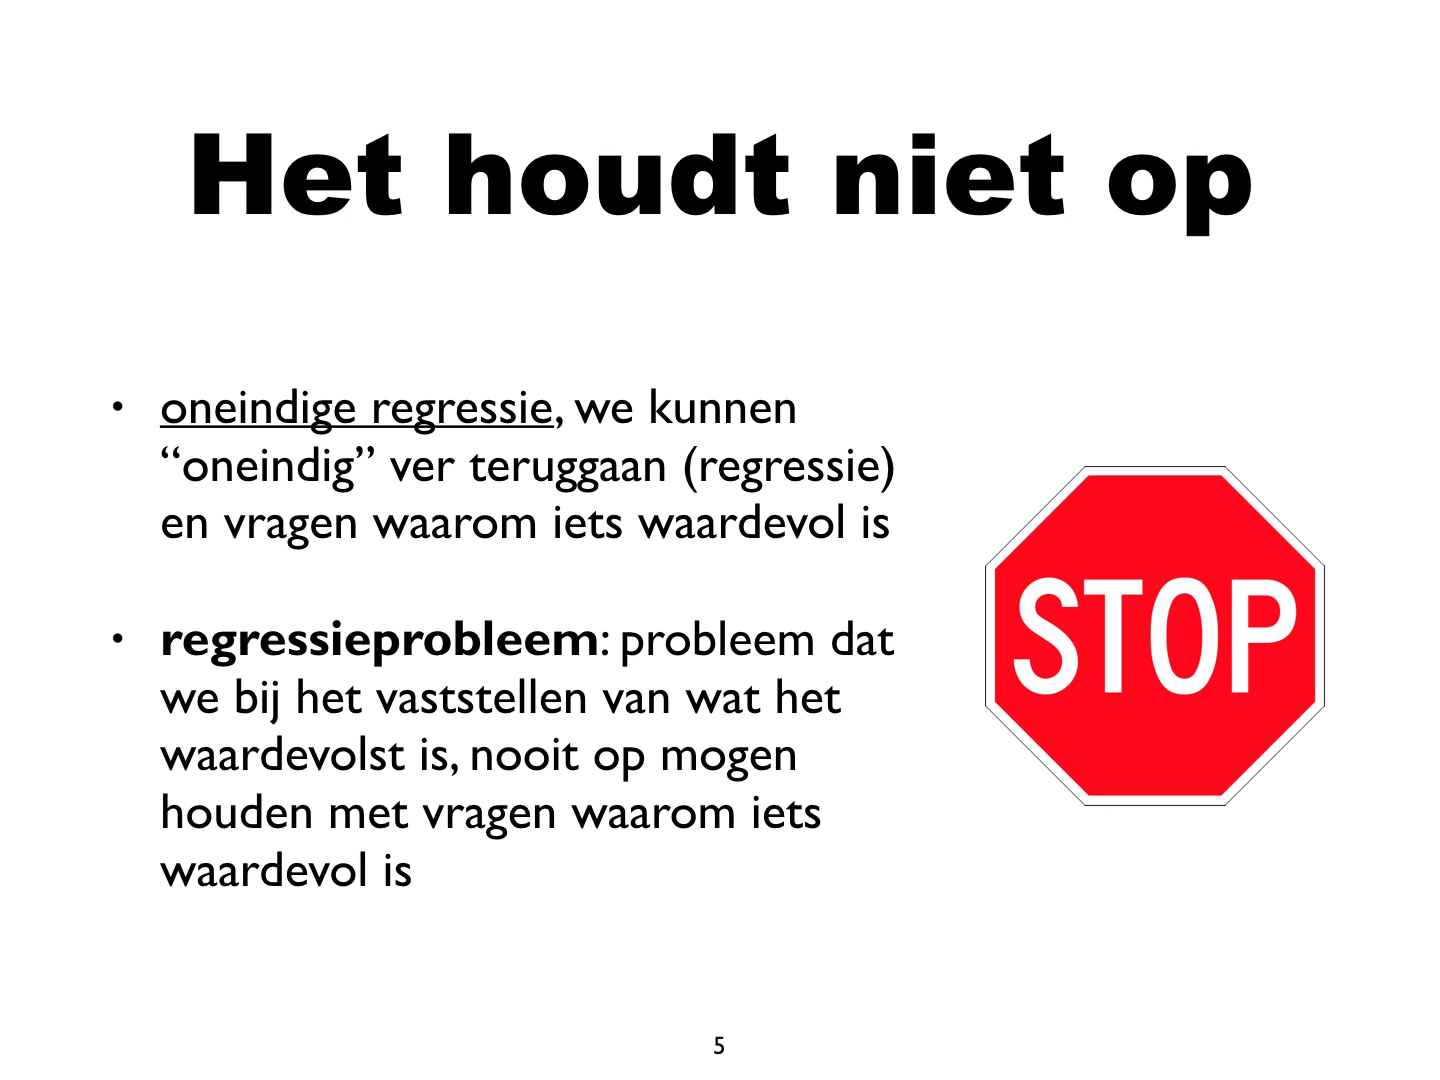 Het houdt niet op
• oneindige regressie, we kunnen
“oneindig” ver teruggaan (regressie)
en vragen waarom iets waardevol is
• regressieprobleem: probleem dat
we bij het vaststellen van wat het
waardevolst is, nooit op mogen
houden met vragen waarom iets
waardevol is
STOP
5